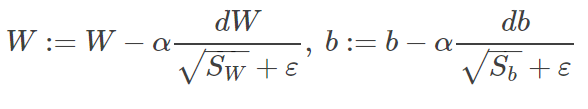 W := W − α dW / (√S_W + ε), b := b − α db / (√S_b + ε)